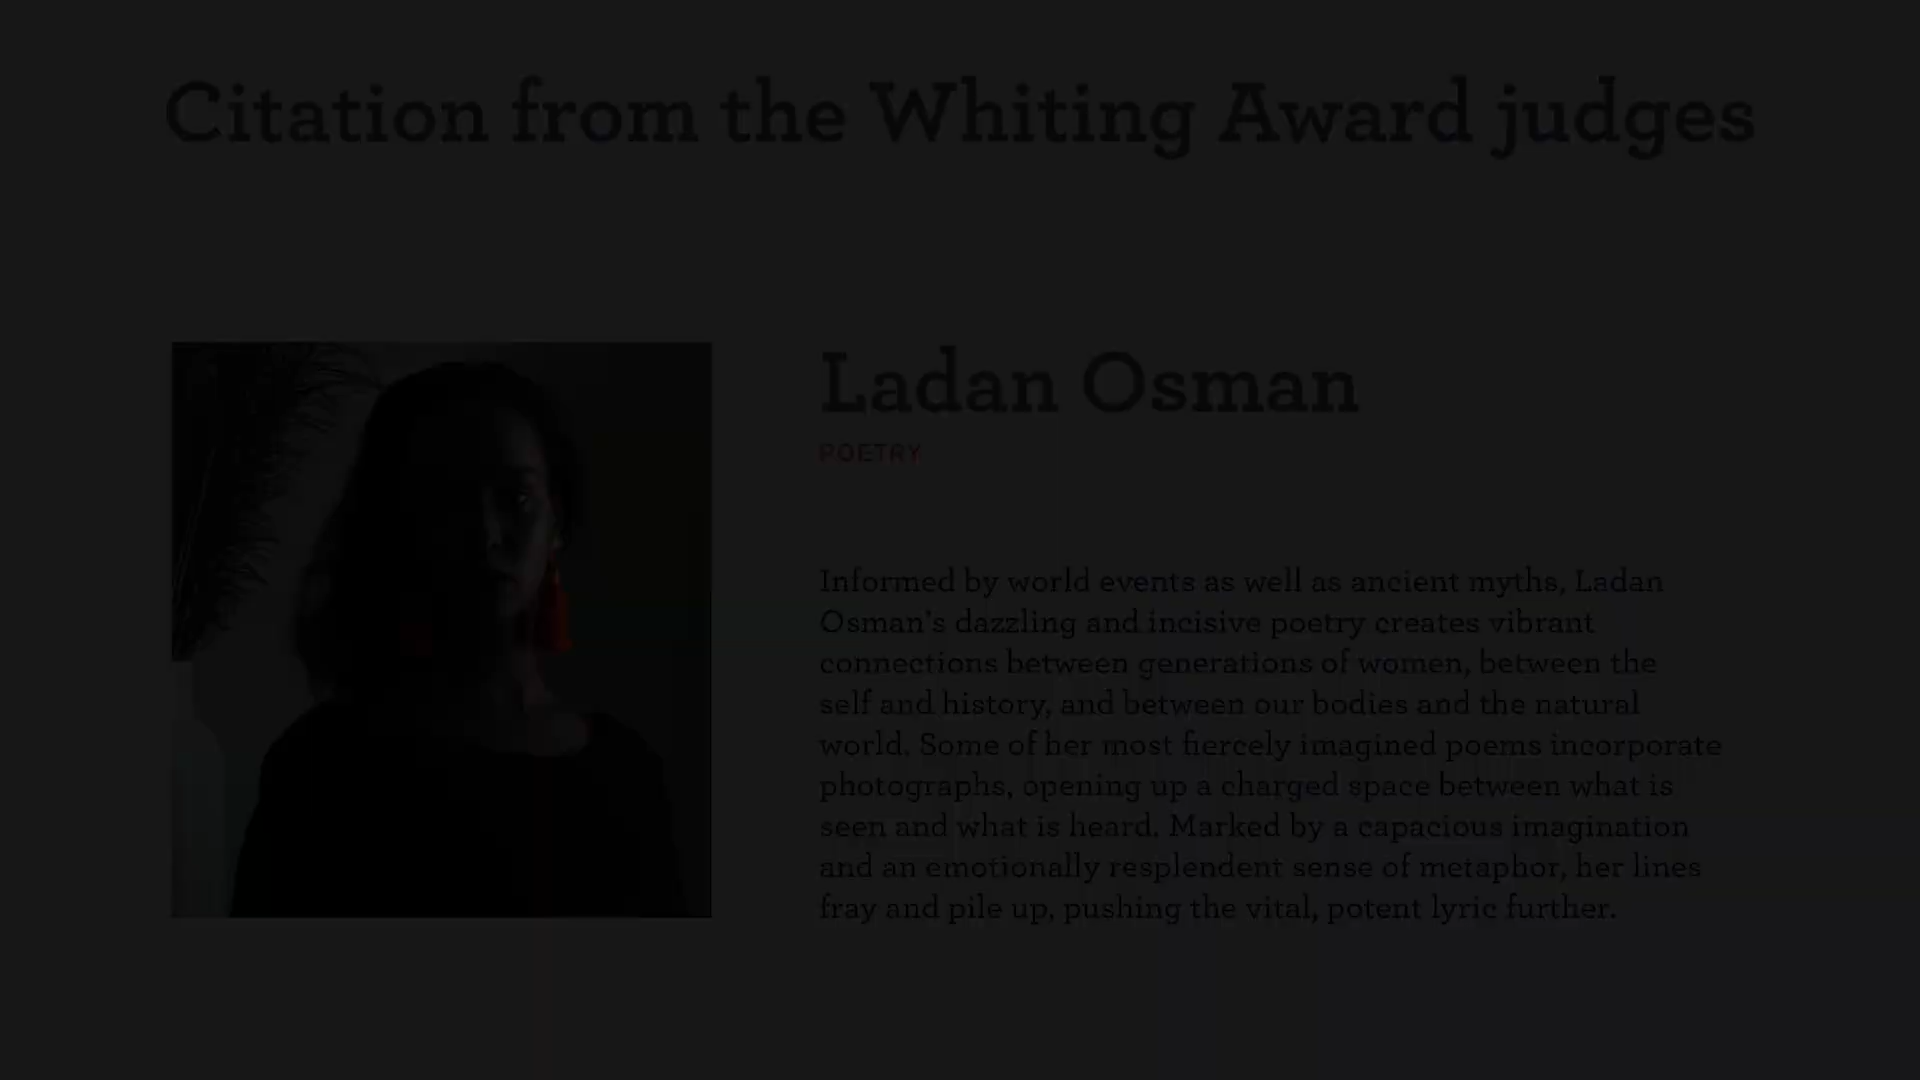 Citation from the Whiting Award judges
Ladan Osman
POETRY
Informed by world events as well as ancient myths, Ladan
Osman's dazzling and incisive poetry creates vibrant
connections between generations of women, between the
self and history, and between our bodies and the natural
world. Some of her most fiercely imagined poems incorporate
photographs, opening up a charged space between what is
seen and what is heard. Marked by a capacious imagination
and an emotionally resplendent sense of metaphor, her lines
fray and pile up, pushing the vital, potent lyric further.